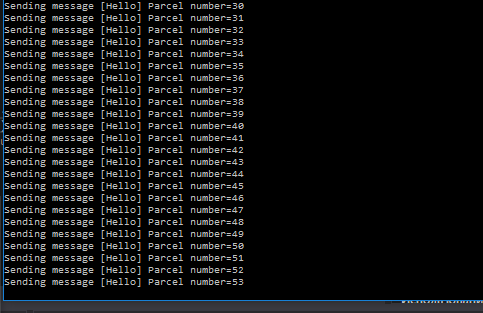 Sending message [Hello] Parcel number=30
Sending message [Hello] Parcel number=31
Sending message [Hello] Parcel number=32
Sending message [Hello] Parcel number=33
Sending message [Hello] Parcel number=34
Sending message [Hello] Parcel number=35
Sending message [Hello] Parcel number=36
Sending message [Hello] Parcel number=37
Sending message [Hello] Parcel number=38
Sending message [Hello] Parcel number=39
Sending message [Hello] Parcel number=40
Sending message [Hello] Parcel number=41
Sending message [Hello] Parcel number=42
Sending message [Hello] Parcel number=43
Sending message [Hello] Parcel number=44
Sending message [Hello] Parcel number=45
Sending message [Hello] Parcel number=46
Sending message [Hello] Parcel number=47
Sending message [Hello] Parcel number=48
Sending message [Hello] Parcel number=49
Sending message [Hello] Parcel number=50
Sending message [Hello] Parcel number=51
Sending message [Hello] Parcel number=52
Sending message [Hello] Parcel number=53